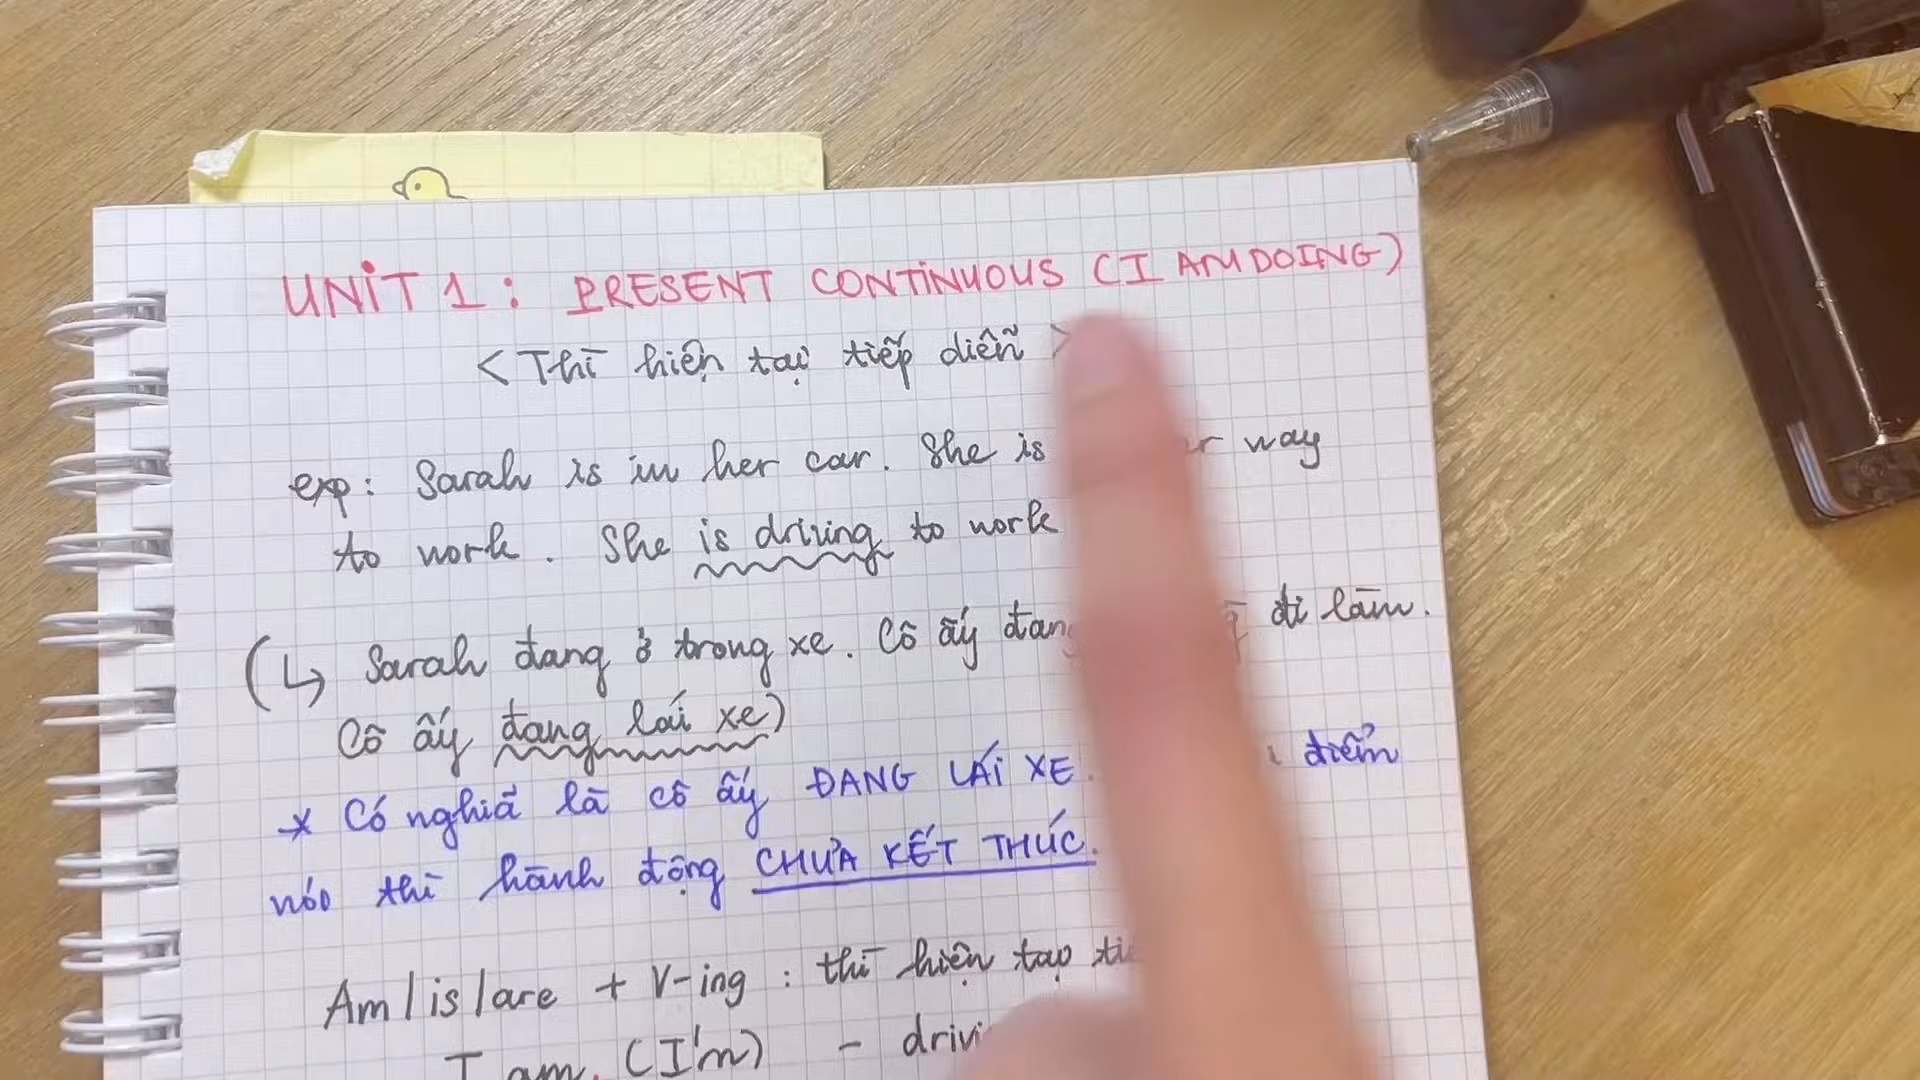 UNIT 1 : PRESENT CONTINUOUS (I AM DOING)
<Thì hiện tại tiếp diễn >
exp: Sarah is in her car. She is way
to work. She is driving to work
(↳ Sarah đang ở trong xe. Cô ấy đi làm.
Cô ấy đang lái xe)
* Có nghĩa là cô ấy ĐANG LÁI XE. điểm
nói thì hành động CHƯA KẾT THÚC.
Am / is / are + V-ing : thì hiện tại
I am (I'm) -